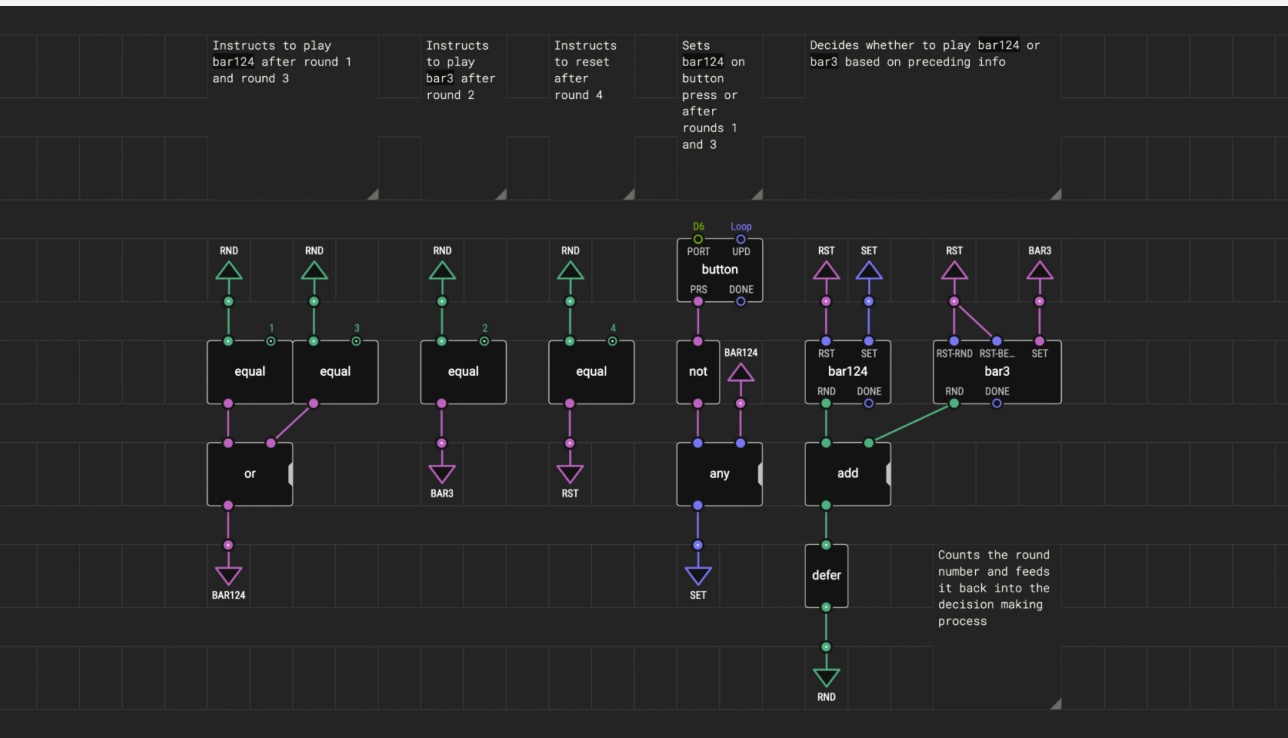 Instructs to play
bar124 after round 1
and round 3
Instructs
to play
bar3 after
round 2
Instructs
to reset
after
round 4
Sets
bar124 on
button
press or
after
rounds 1
and 3
Decides whether to play bar124 or
bar3 based on preceding info
D6 Loop
RND RND RND RND PORT UPD RST SET RST BAR3
button
PRS DONE
1 3 2 4
BAR124 RST SET RST-RND RST-BE... SET
equal equal equal equal not bar124 bar3
RND DONE RND DONE
or any add
BAR3 RST
Counts the round
number and feeds
it back into the
decision making
process
defer
BAR124 SET
RND